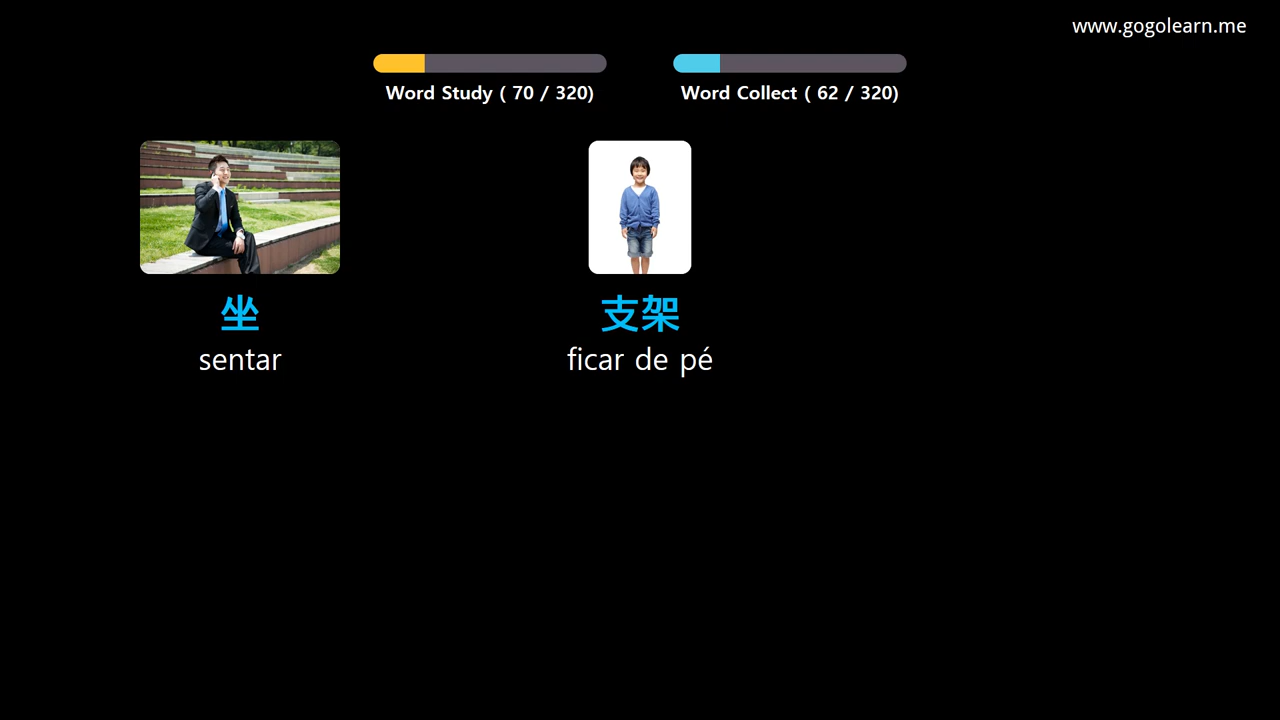 www.gogolearn.me
Word Study ( 70 / 320)
Word Collect ( 62 / 320)
坐
sentar
支架
ficar de pé